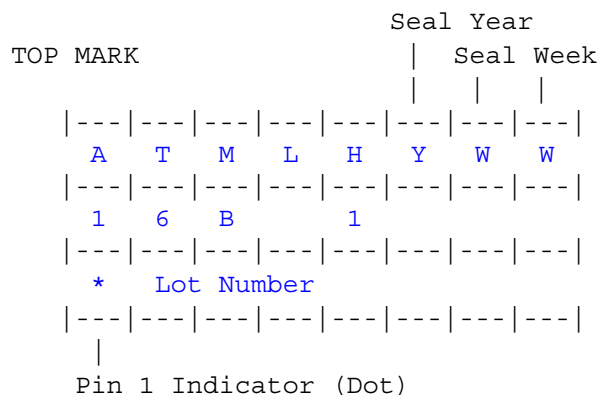 Seal Year
TOP MARK | Seal Week
| | |
|---|---|---|---|---|---|---|---|
A T M L H Y W W
|---|---|---|---|---|---|---|---|
1 6 B 1
|---|---|---|---|---|---|---|---|
* Lot Number
|---|---|---|---|---|---|---|---|
|
Pin 1 Indicator (Dot)